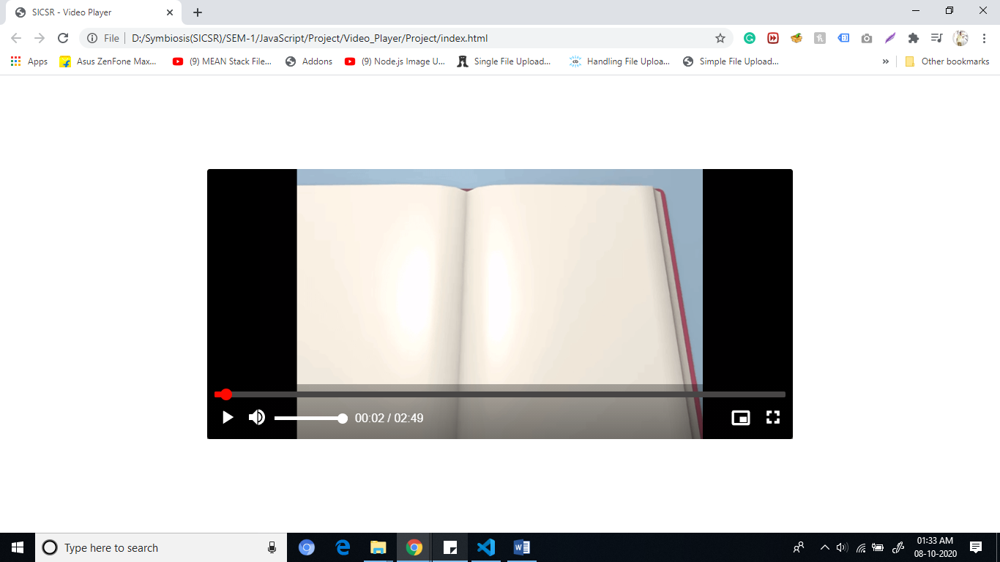 SICSR - Video Player
File
D:/Symbiosis(SICSR)/SEM-1/JavaScript/Project/Video_Player/Project/index.html
Apps Asus ZenFone Max... (9) MEAN Stack File... Addons (9) Node.js Image U... Single File Upload... Handling File Uploa... Simple File Upload... » Other bookmarks
00:02 / 02:49
Type here to search
01:33 AM
08-10-2020